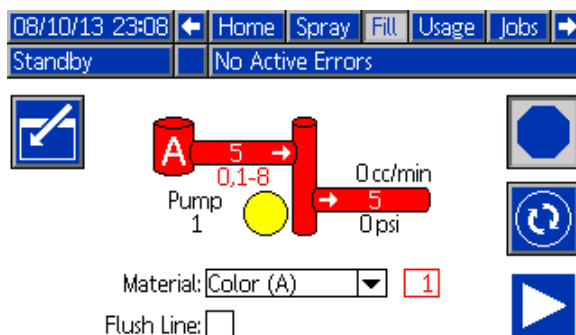 08/10/13 23:08 Home Spray Fill Usage Jobs
Standby No Active Errors
A 5
0,1-8
Pump
1
0 cc/min
5
0 psi
Material: Color (A) 1
Flush Line: